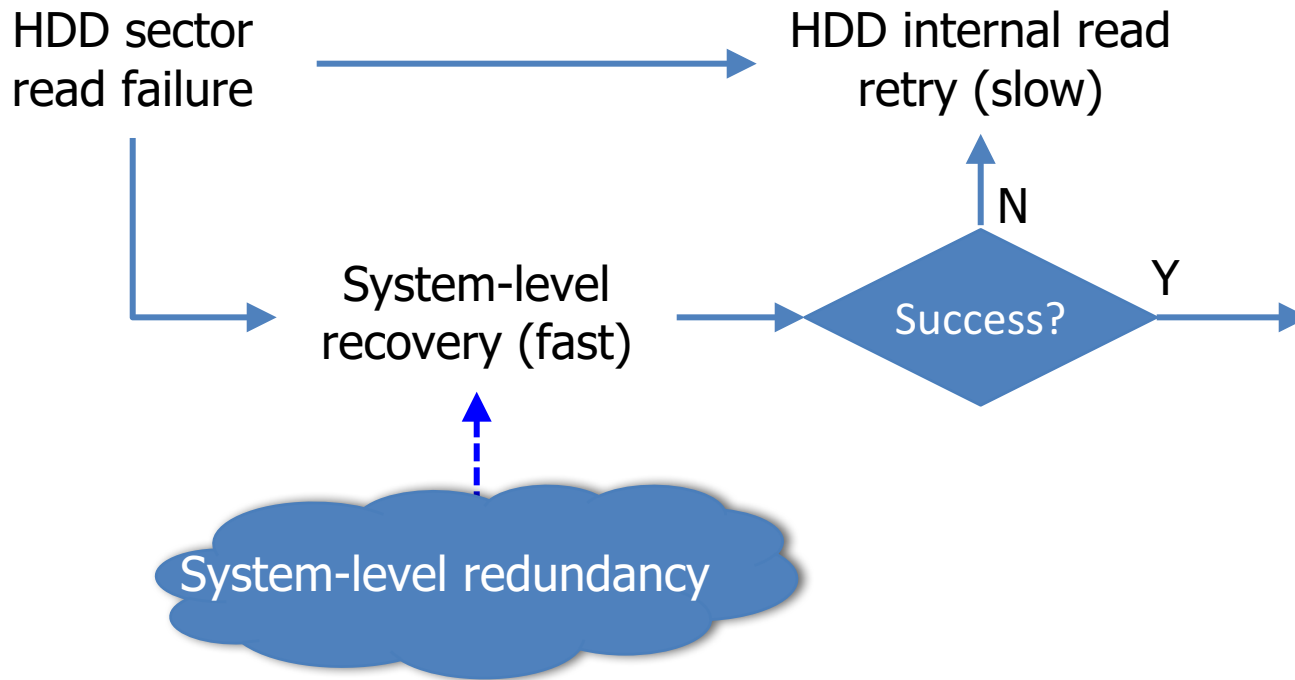 HDD sector
read failure
HDD internal read
retry (slow)
N
Y
System-level
recovery (fast)
Success?
System-level redundancy